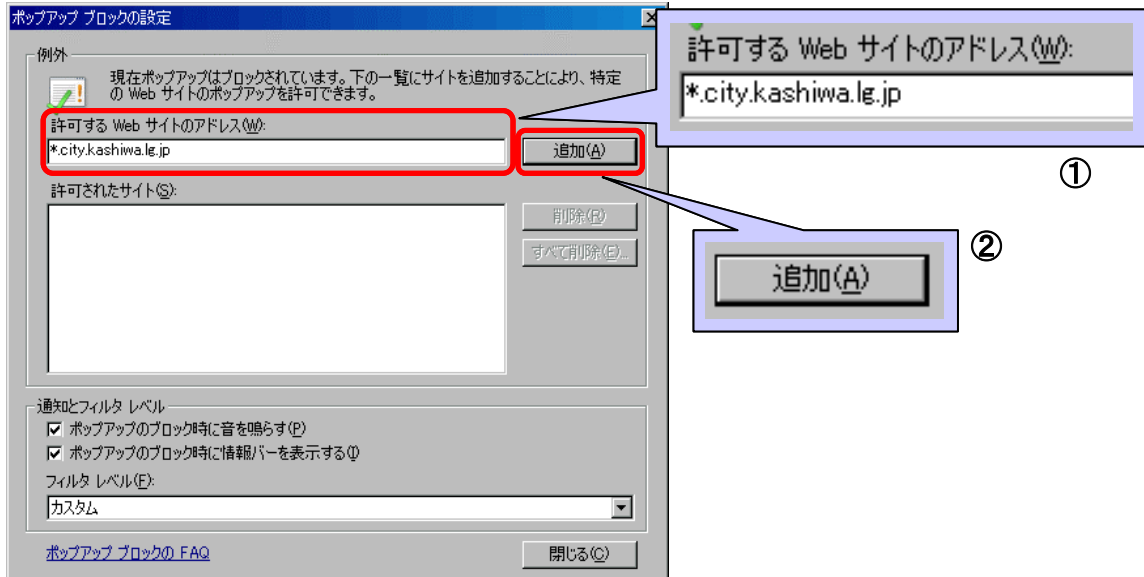 ポップアップ ブロックの設定
例外
現在ポップアップはブロックされています。下の一覧にサイトを追加することにより、特定
の Web サイトのポップアップを許可できます。
許可する Web サイトのアドレス(W):
*.city.kashiwa.lg.jp
追加(A)
許可されたサイト(S):
削除(R)
すべて削除(E)...
通知とフィルタ レベル
ポップアップのブロック時に音を鳴らす(P)
ポップアップのブロック時に情報バーを表示する(I)
フィルタ レベル(F):
カスタム
ポップアップ ブロックの FAQ
閉じる(C)
許可する Web サイトのアドレス(W):
*.city.kashiwa.lg.jp
①
追加(A)
②